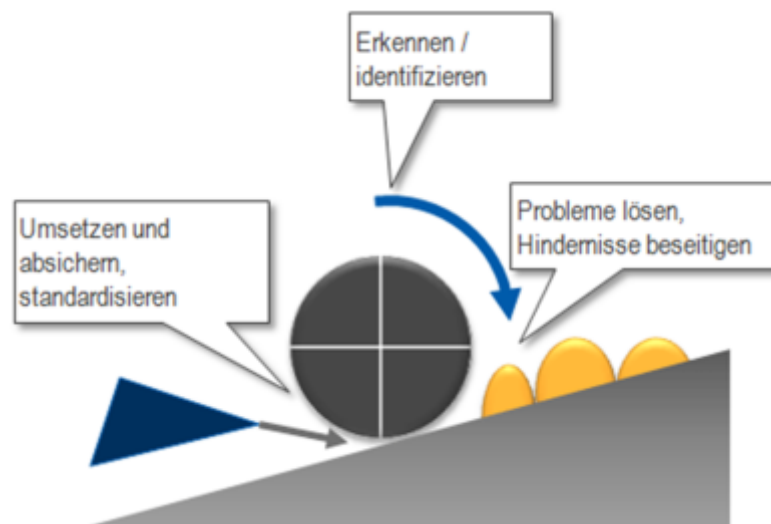 Erkennen /
identifizieren
Umsetzen und
absichern,
standardisieren
Probleme lösen,
Hindernisse beseitigen